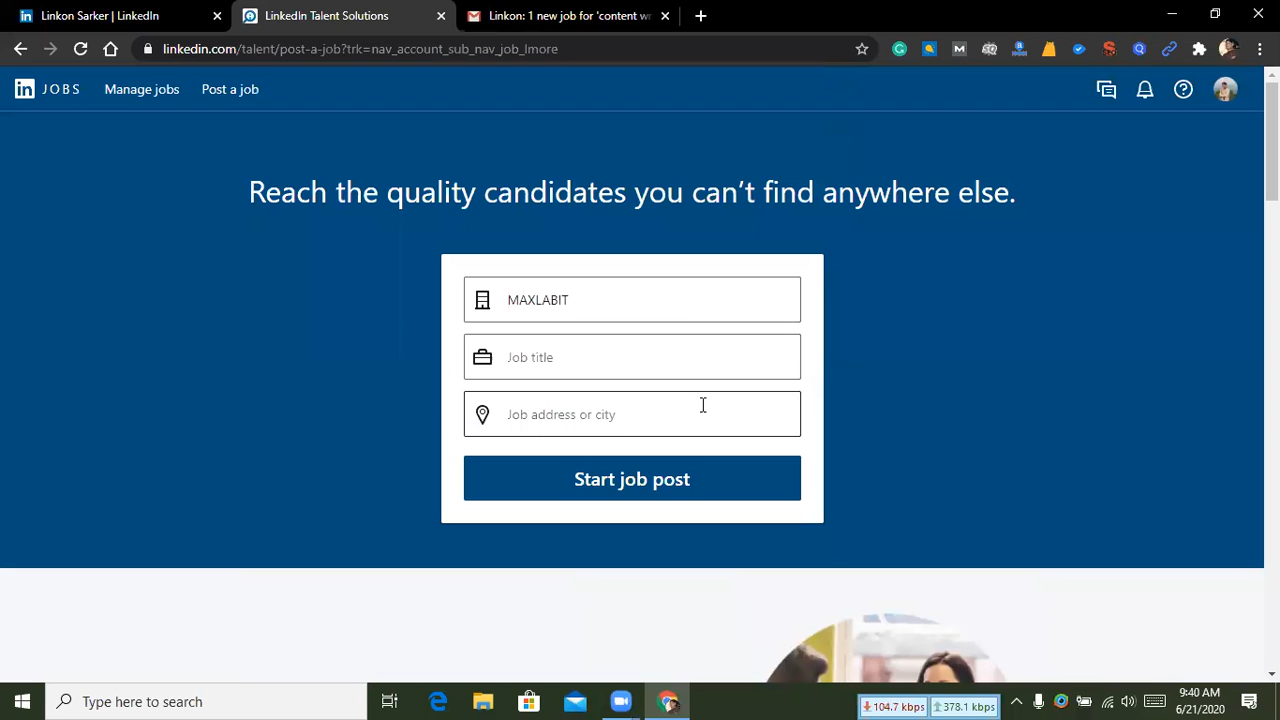 Linkon Sarker | LinkedIn
LinkedIn Talent Solutions
Linkon: 1 new job for 'content wr
linkedin.com/talent/post-a-job?trk=nav_account_sub_nav_job_lmore
in JOBS
Manage jobs
Post a job
Reach the quality candidates you can't find anywhere else.
MAXLABIT
Job title
Job address or city
Start job post
Type here to search
104.7 kbps
378.1 kbps
9:40 AM
6/21/2020